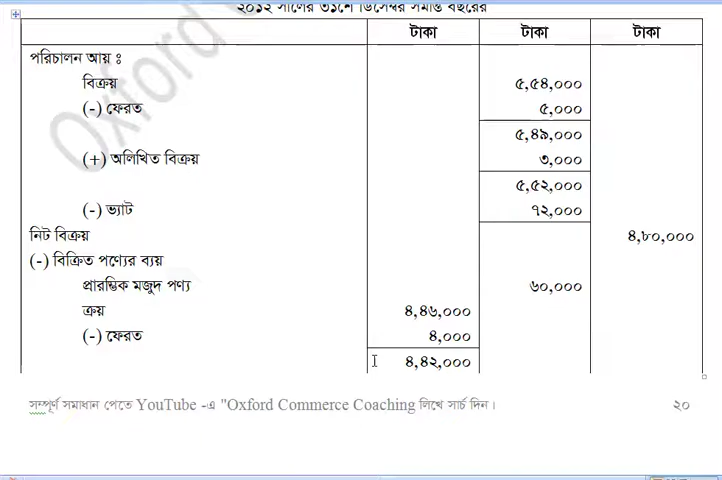 ২০১২ সালের ৩১শে ডিসেম্বর সমাপ্ত বছরের
টাকা টাকা টাকা
পরিচালন আয় ঃ
বিক্রয় ৫,৫৪,০০০
(-) ফেরত ৫,০০০
৫,৪৯,০০০
(+) অলিখিত বিক্রয় ৩,০০০
৫,৫২,০০০
(-) ভ্যাট ৭২,০০০
নিট বিক্রয় ৪,৮০,০০০
(-) বিক্রিত পণ্যের ব্যয়
প্রারম্ভিক মজুদ পণ্য ৬০,০০০
ক্রয় ৪,৪৬,০০০
(-) ফেরত ৪,০০০
৪,৪২,০০০
Oxford
সম্পূর্ণ সমাধান পেতে YouTube -এ "Oxford Commerce Coaching লিখে সার্চ দিন। ২০